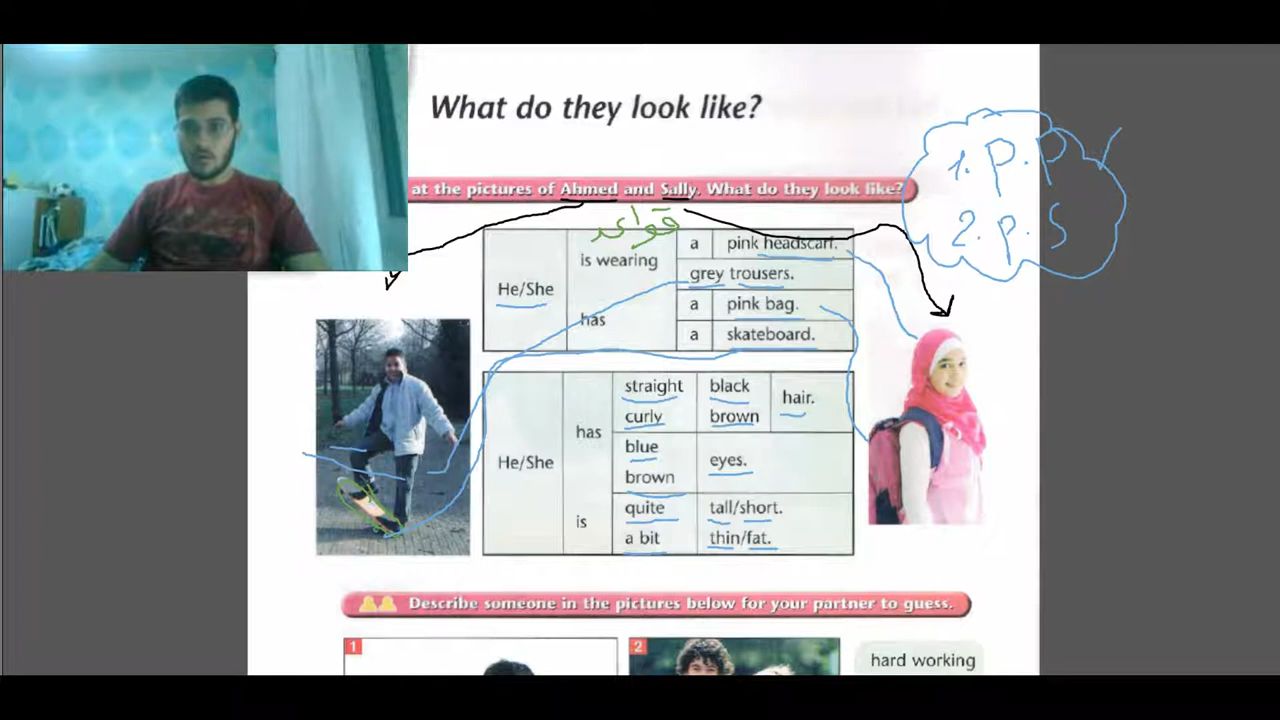 What do they look like?
at the pictures of Ahmed and Sally. What do they look like?
1. P.P
2. P.S
قواعد
He/She
is wearing
has
a pink headscarf.
grey trousers.
a pink bag.
a skateboard.
He/She
has
straight black
curly brown
hair.
blue
brown
eyes.
is
quite tall/short.
a bit thin/fat.
Describe someone in the pictures below for your partner to guess.
1
2
hard working